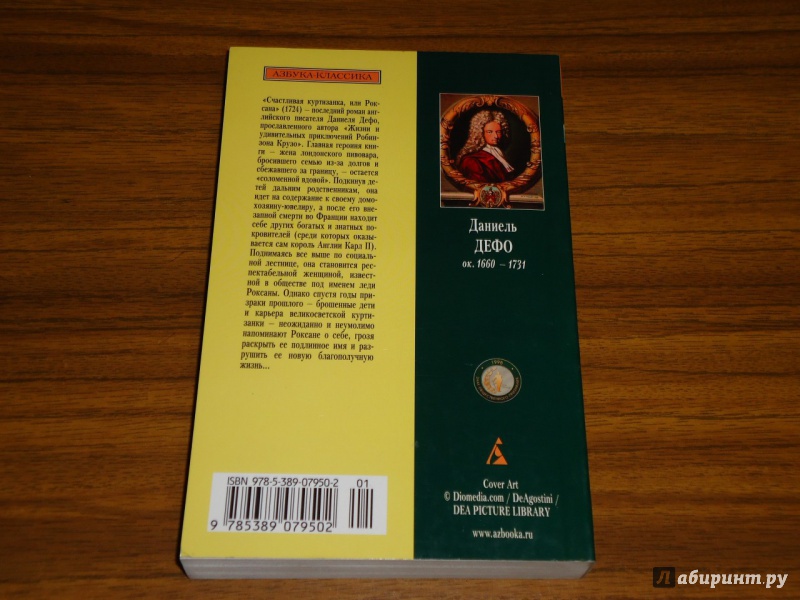 АЗБУКА-КЛАССИКА
«Счастливая куртизанка, или Рок-
сана» (1724) — последний роман анг-
лийского писателя Даниеля Дефо,
прославленного автора «Жизни и
удивительных приключений Робин-
зона Крузо». Главная героиня кни-
ги — жена лондонского пивовара,
бросившего семью из-за долгов и
сбежавшего за границу, — остается
«соломенной вдовой». Подкинув де-
тей дальним родственникам, она
идет на содержание к своему домо-
хозяину-ювелиру, а после его вне-
запной смерти во Франции находит
себе других богатых и знатных по-
кровителей (среди которых оказы-
вается сам король Англии Карл II).
Поднимаясь все выше по социаль-
ной лестнице, она становится рес-
пектабельной женщиной, извест-
ной в обществе под именем леди
Роксаны. Однако спустя годы при-
зраки прошлого — брошенные дети
и карьера великосветской курти-
занки — неожиданно и неумолимо
напоминают Роксане о себе, грозя
раскрыть ее подлинное имя и раз-
рушить ее новую благополучную
жизнь...
ISBN 978-5-389-07950-2
01
9 785389 079502
Даниель
ДЕФО
ок. 1660 – 1731
1996
Cover Art
© Diomedia.com / DeAgostini /
DEA PICTURE LIBRARY
www.azbooka.ru
Лабиринт.ру